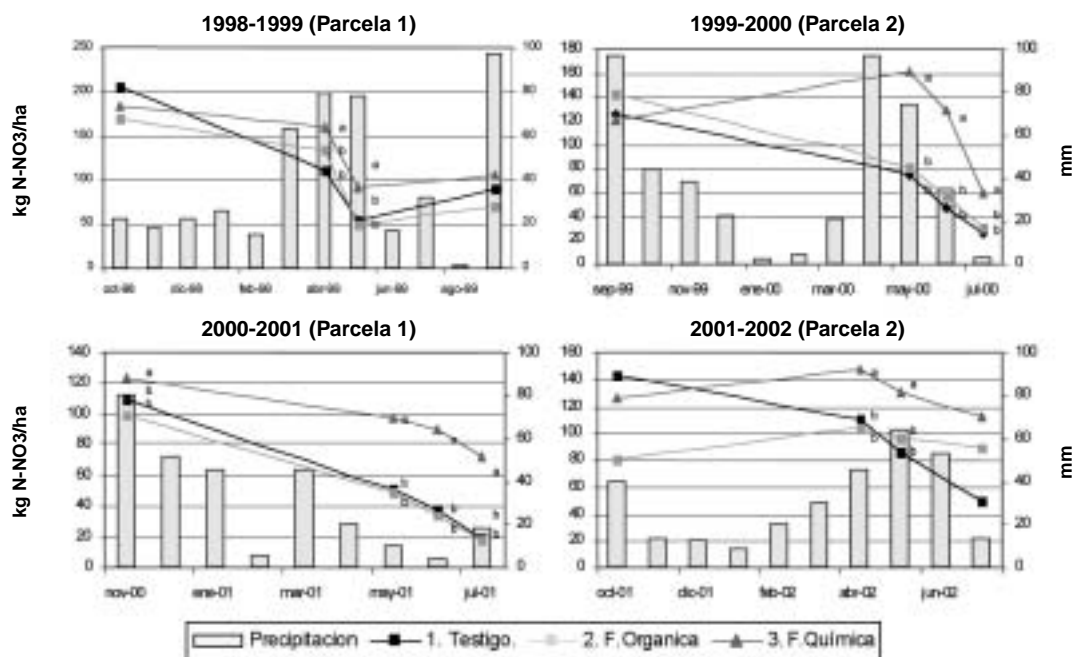 1998-1999 (Parcela 1)
1999-2000 (Parcela 2)
kg N-NO3/ha
250
200
150
100
50
0
100
80
60
40
20
0
oct-98
dic-98
feb-99
abr-99
jun-99
ago-99
a
b
b
a
b
180
160
140
120
100
80
60
40
20
0
100
80
60
40
20
0
mm
sep-99
nov-99
ene-00
mar-00
may-00
jul-00
a
b
a
b
b
a
b
b
2000-2001 (Parcela 1)
2001-2002 (Parcela 2)
kg N-NO3/ha
140
120
100
80
60
40
20
0
100
80
60
40
20
0
nov-00
ene-01
mar-01
may-01
jul-01
a
b
b
a
b
b
a
b
a
160
140
120
100
80
60
40
20
0
100
80
60
40
20
0
mm
oct-01
dic-01
feb-02
abr-02
jun-02
a
b
b
a
b
Precipitacion
1. Testigo.
2. F.Organica
3. F.Química